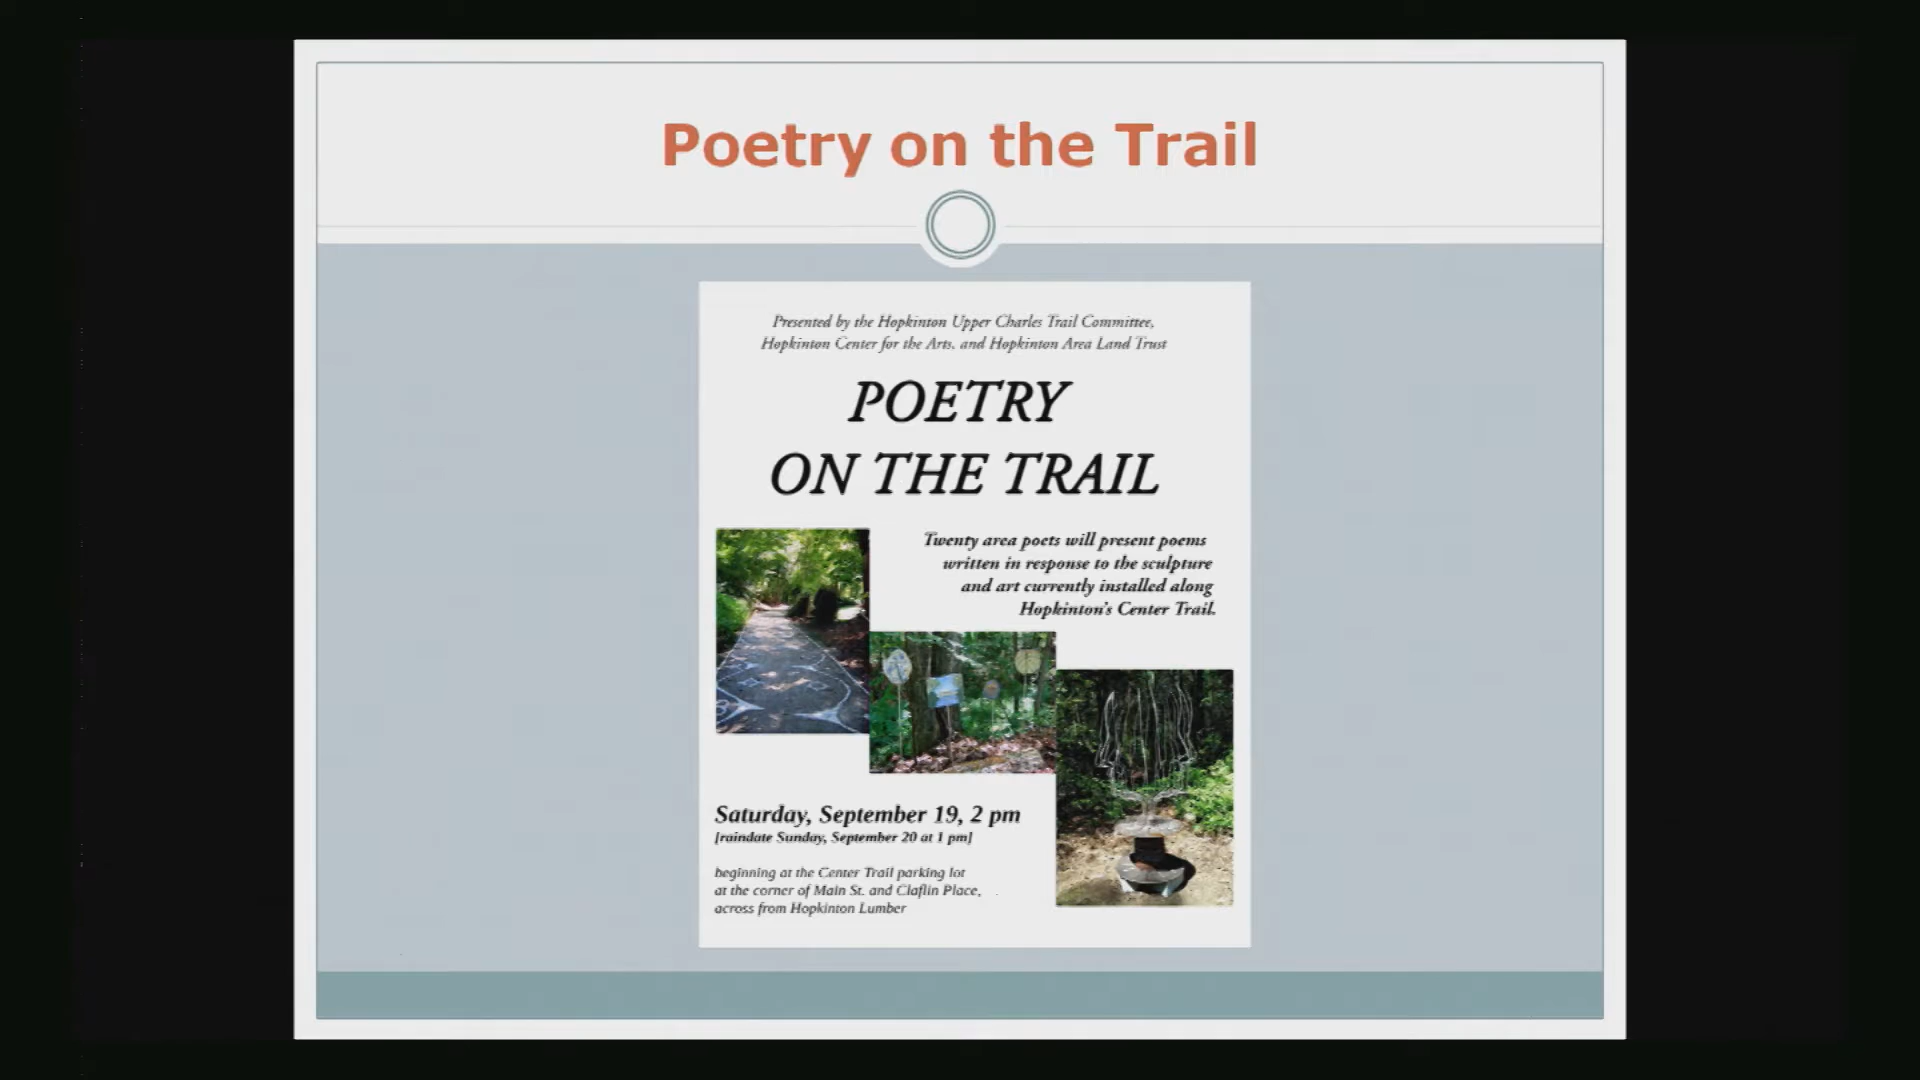 Poetry on the Trail
Presented by the Hopkinton Upper Charles Trail Committee,
Hopkinton Center for the Arts, and Hopkinton Area Land Trust
POETRY
ON THE TRAIL
Twenty area poets will present poems
written in response to the sculpture
and art currently installed along
Hopkinton's Center Trail.
Saturday, September 19, 2 pm
[raindate Sunday, September 20 at 1 pm]
beginning at the Center Trail parking lot
at the corner of Main St. and Claflin Place,
across from Hopkinton Lumber